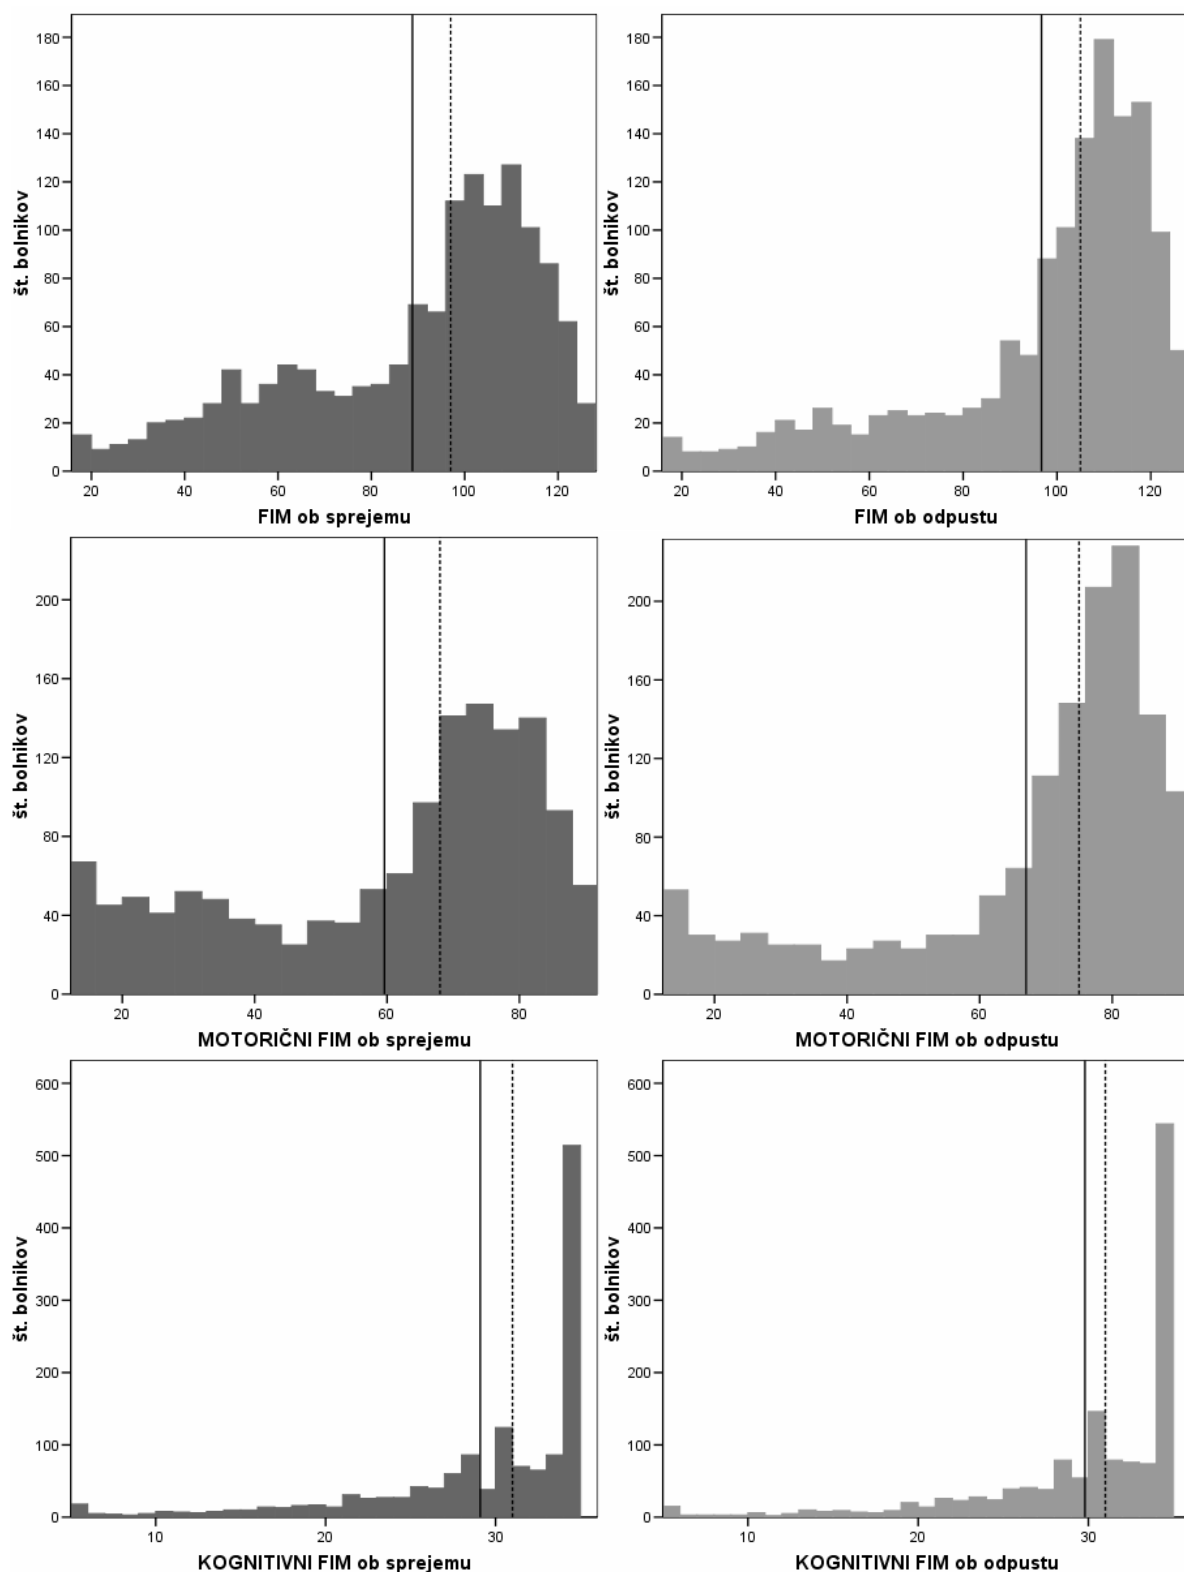 št. bolnikov
180
160
140
120
100
80
60
40
20
0
20 40 60 80 100 120
FIM ob sprejemu
št. bolnikov
180
160
140
120
100
80
60
40
20
0
20 40 60 80 100 120
FIM ob odpustu
št. bolnikov
200
160
120
80
40
0
20 40 60 80
MOTORIČNI FIM ob sprejemu
št. bolnikov
200
160
120
80
40
0
20 40 60 80
MOTORIČNI FIM ob odpustu
št. bolnikov
600
500
400
300
200
100
0
10 20 30
KOGNITIVNI FIM ob sprejemu
št. bolnikov
600
500
400
300
200
100
0
10 20 30
KOGNITIVNI FIM ob odpustu